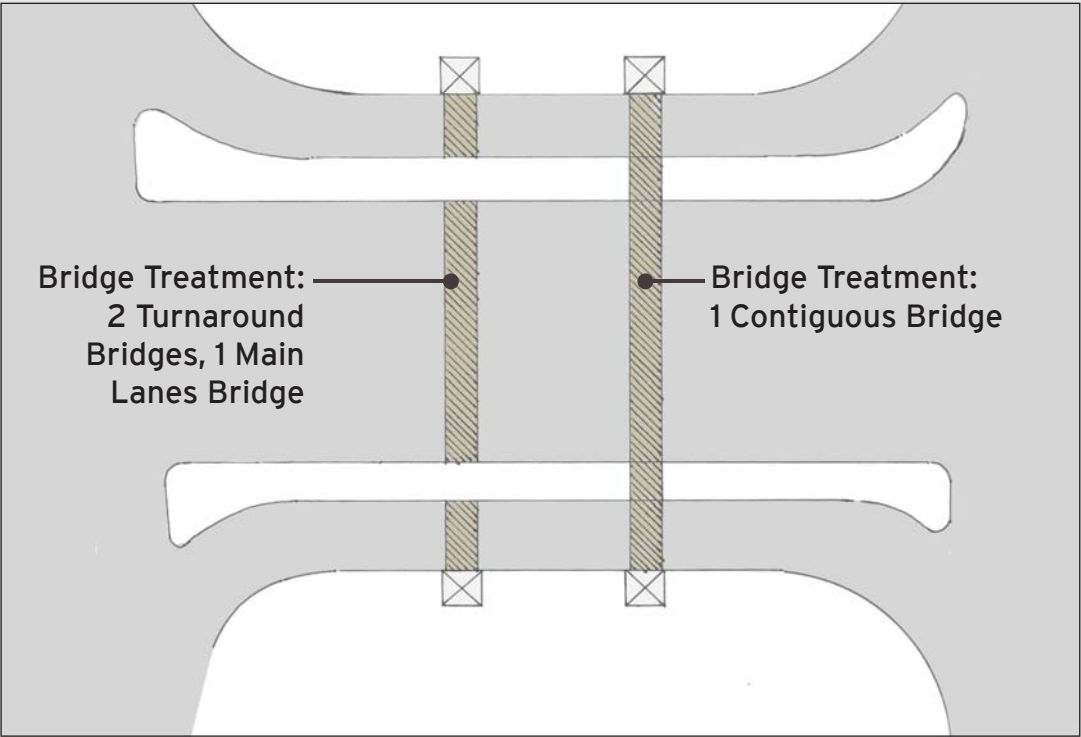 Bridge Treatment:
2 Turnaround
Bridges, 1 Main
Lanes Bridge
Bridge Treatment:
1 Contiguous Bridge